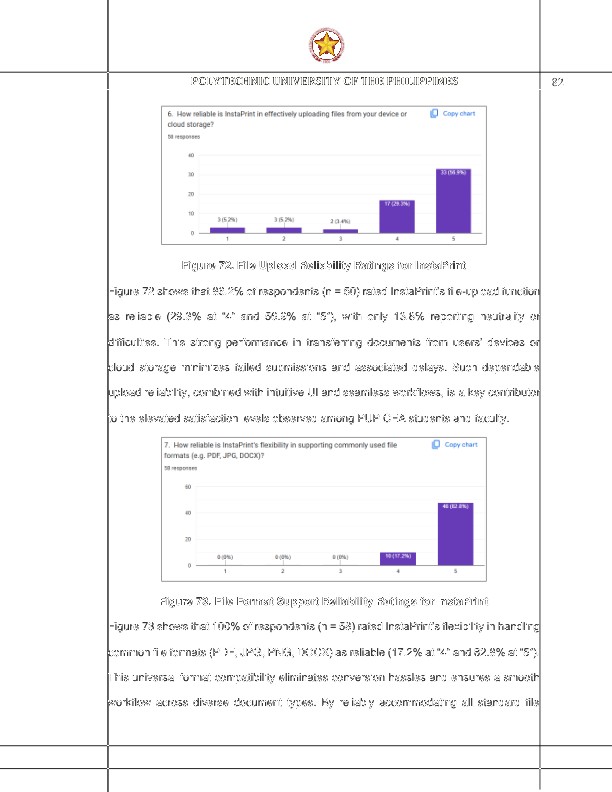 POLYTECHNIC UNIVERSITY OF THE PHILIPPINES
82
6. How reliable is InstaPrint in effectively uploading files from your device or
cloud storage?
Copy chart
58 responses
40
30
20
10
0
3 (5.2%)
3 (5.2%)
2 (3.4%)
17 (29.3%)
33 (56.9%)
1
2
3
4
5
Figure 72. File Upload Reliability Ratings for InstaPrint
Figure 72 shows that 86.2% of respondents (n = 58) rated InstaPrint's file-upload function
as reliable (29.3% at "4" and 56.9% at "5"), with only 13.8% reporting neutrality or
difficulties. This strong performance in transferring documents from users' devices or
cloud storage minimizes failed submissions and associated delays. Such dependable
upload reliability, combined with intuitive UI and seamless workflows, is a key contributor
to the elevated satisfaction levels observed among PUP students and faculty.
7. How reliable is InstaPrint's flexibility in supporting commonly used file
formats (e.g. PDF, JPG, DOCX)?
Copy chart
58 responses
60
40
20
0
0 (0%)
0 (0%)
0 (0%)
10 (17.2%)
48 (82.8%)
1
2
3
4
5
Figure 73. File Format Support Reliability Ratings for InstaPrint
Figure 73 shows that 100% of respondents (n = 58) rated InstaPrint's flexibility in handling
common file formats (PDF, JPG, PNG, DOCX) as reliable (17.2% at "4" and 82.8% at "5").
This universal format compatibility eliminates conversion hassles and ensures a smooth
workflow across diverse document types. By reliably accommodating all standard file